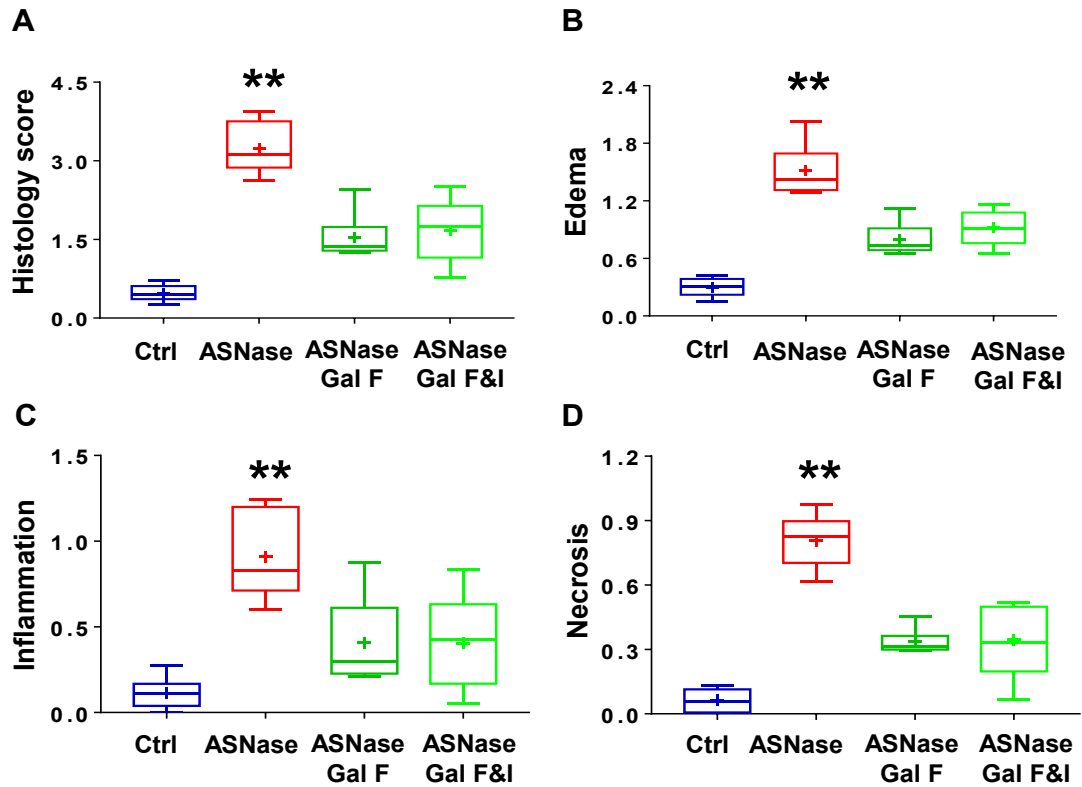 A
Histology score
4.5
3.0
1.5
0.0
**
Ctrl
ASNase
ASNase
Gal F
ASNase
Gal F&I
B
Edema
2.4
1.8
1.2
0.6
0.0
**
Ctrl
ASNase
ASNase
Gal F
ASNase
Gal F&I
C
Inflammation
1.5
1.0
0.5
0.0
**
Ctrl
ASNase
ASNase
Gal F
ASNase
Gal F&I
D
Necrosis
1.2
0.9
0.6
0.3
0.0
**
Ctrl
ASNase
ASNase
Gal F
ASNase
Gal F&I